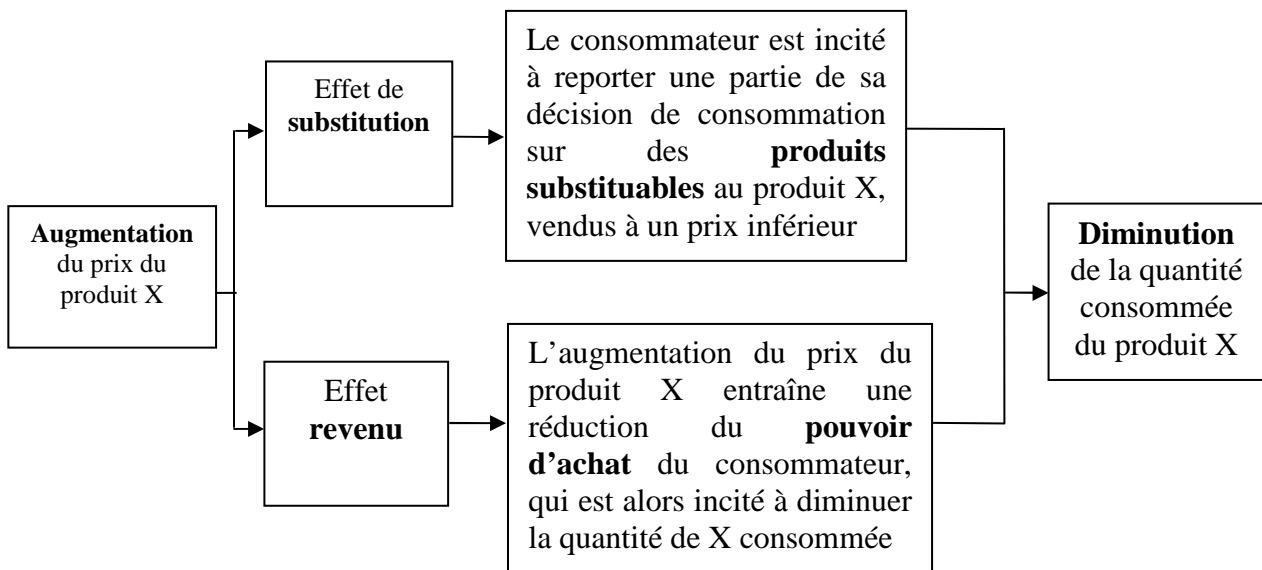 Augmentation
du prix du
produit X
Effet de
substitution
Le consommateur est incité
à reporter une partie de sa
décision de consommation
sur des produits
substituables au produit X,
vendus à un prix inférieur
Effet
revenu
L’augmentation du prix du
produit X entraîne une
réduction du pouvoir
d’achat du consommateur,
qui est alors incité à diminuer
la quantité de X consommée
Diminution
de la quantité
consommée
du produit X